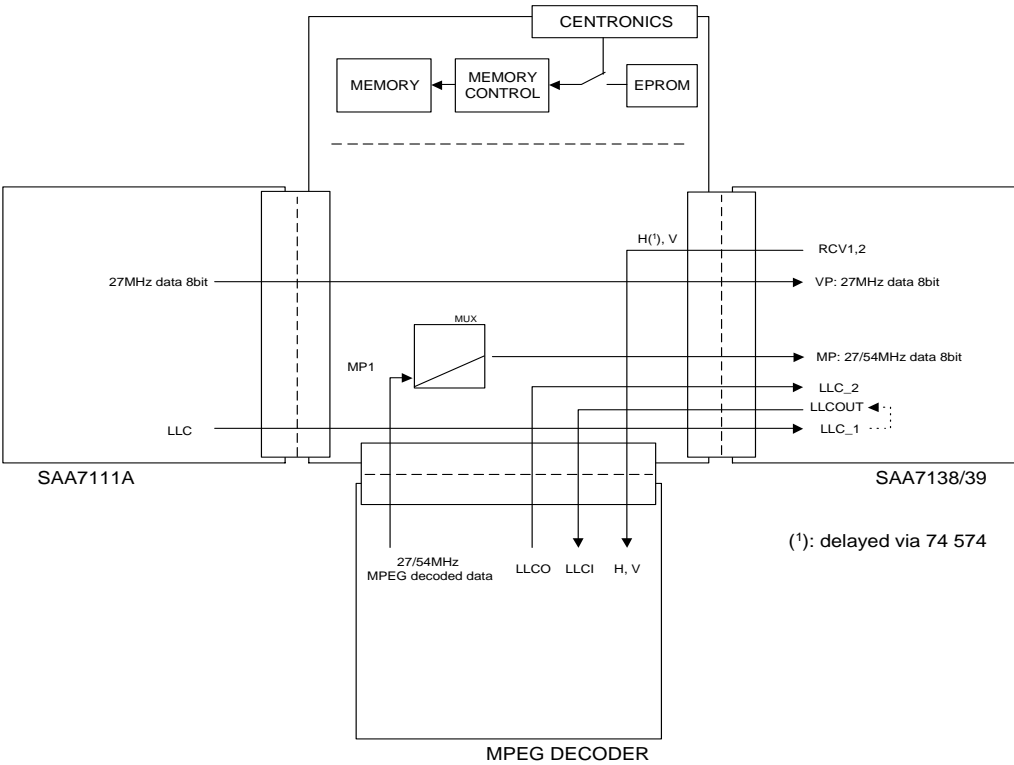 CENTRONICS
MEMORY
MEMORY
CONTROL
EPROM
H(¹), V
RCV1,2
27MHz data 8bit
VP: 27MHz data 8bit
MUX
MP1
MP: 27/54MHz data 8bit
LLC_2
LLCOUT
LLC
LLC_1
SAA7111A
SAA7138/39
(¹): delayed via 74 574
27/54MHz
MPEG decoded data
LLCO
LLCI
H, V
MPEG DECODER